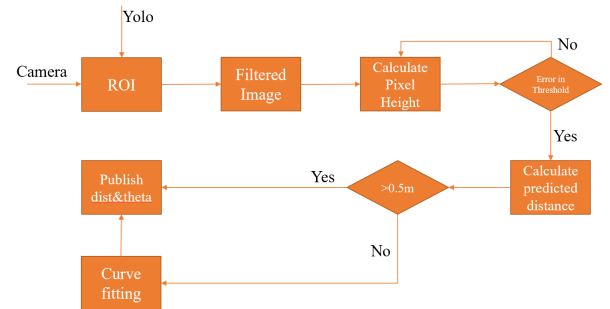 Yolo
Camera
ROI
Filtered
Image
Calculate
Pixel
Height
No
Error in
Threshold
Yes
Calculate
predicted
distance
>0.5m
Yes
Publish
dist&theta
No
Curve
fitting